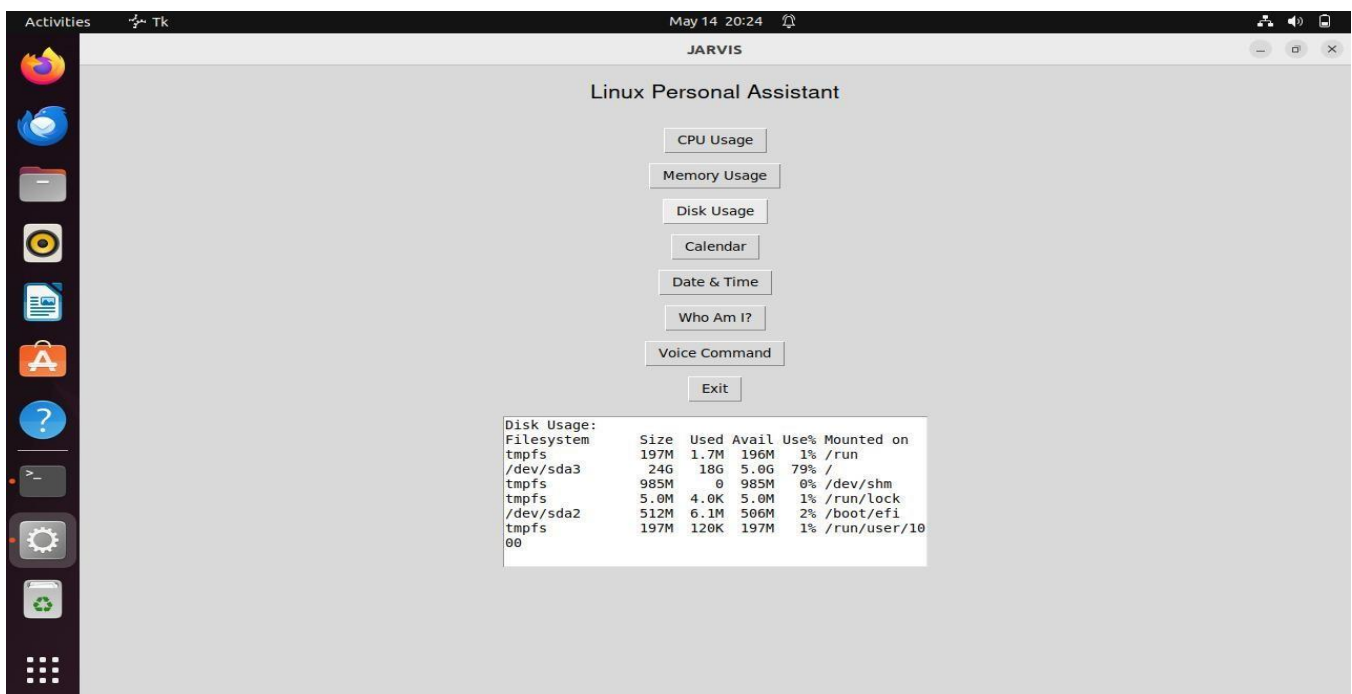 Activities Tk May 14 20:24
JARVIS
Linux Personal Assistant
CPU Usage
Memory Usage
Disk Usage
Calendar
Date & Time
Who Am I?
Voice Command
Exit
Disk Usage:
Filesystem      Size  Used Avail Use% Mounted on
tmpfs           197M  1.7M  196M   1% /run
/dev/sda3        24G   18G  5.0G  79% /
tmpfs           985M     0  985M   0% /dev/shm
tmpfs           5.0M  4.0K  5.0M   1% /run/lock
/dev/sda2       512M  6.1M  506M   2% /boot/efi
tmpfs           197M  120K  197M   1% /run/user/10
00